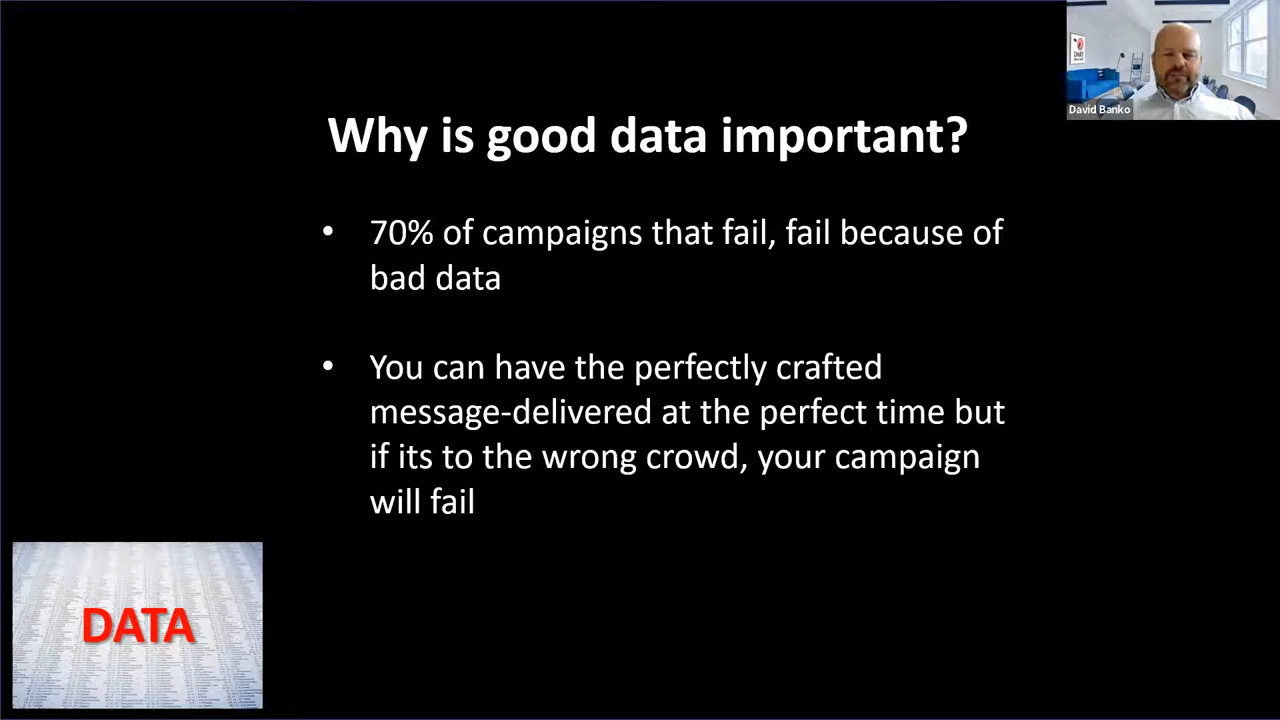 Why is good data important?
• 70% of campaigns that fail, fail because of
bad data
• You can have the perfectly crafted
message-delivered at the perfect time but
if its to the wrong crowd, your campaign
will fail
DATA
David Banko